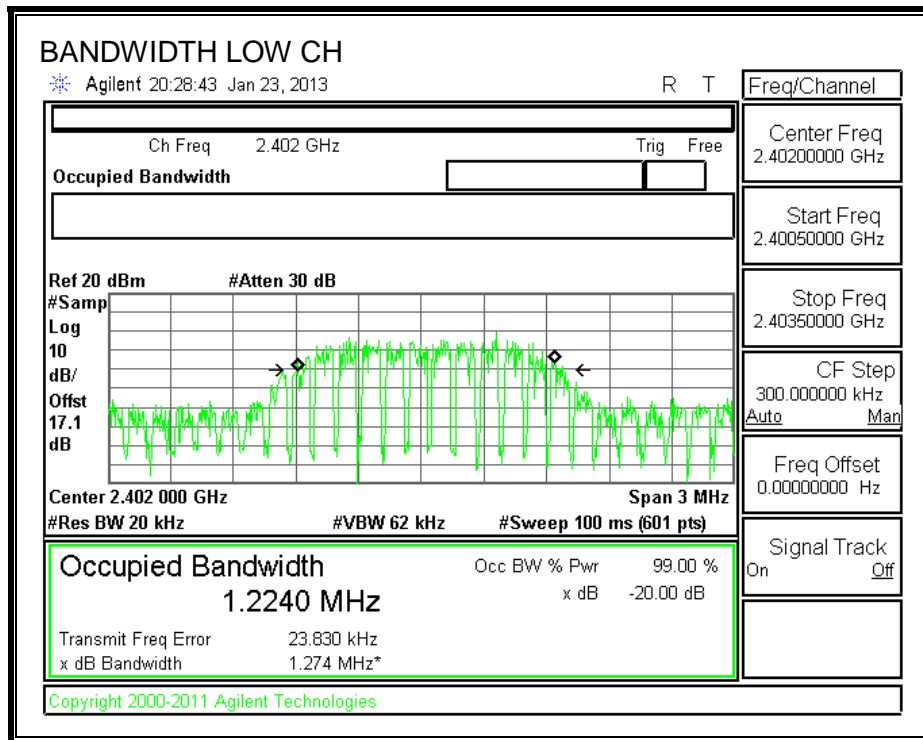 BANDWIDTH LOW CH
Agilent 20:28:43 Jan 23, 2013 R T
Freq/Channel
Ch Freq 2.402 GHz Trig Free
Occupied Bandwidth
Center Freq
2.40200000 GHz
Start Freq
2.40050000 GHz
Stop Freq
2.40350000 GHz
CF Step
300.000000 kHz
Auto Man
Freq Offset
0.00000000 Hz
Signal Track
On Off
Ref 20 dBm #Atten 30 dB
#Samp
Log
10
dB/
Offst
17.1
dB
Center 2.402 000 GHz Span 3 MHz
#Res BW 20 kHz #VBW 62 kHz #Sweep 100 ms (601 pts)
Occupied Bandwidth Occ BW % Pwr 99.00 %
1.2240 MHz x dB -20.00 dB
Transmit Freq Error 23.830 kHz
x dB Bandwidth 1.274 MHz*
Copyright 2000-2011 Agilent Technologies